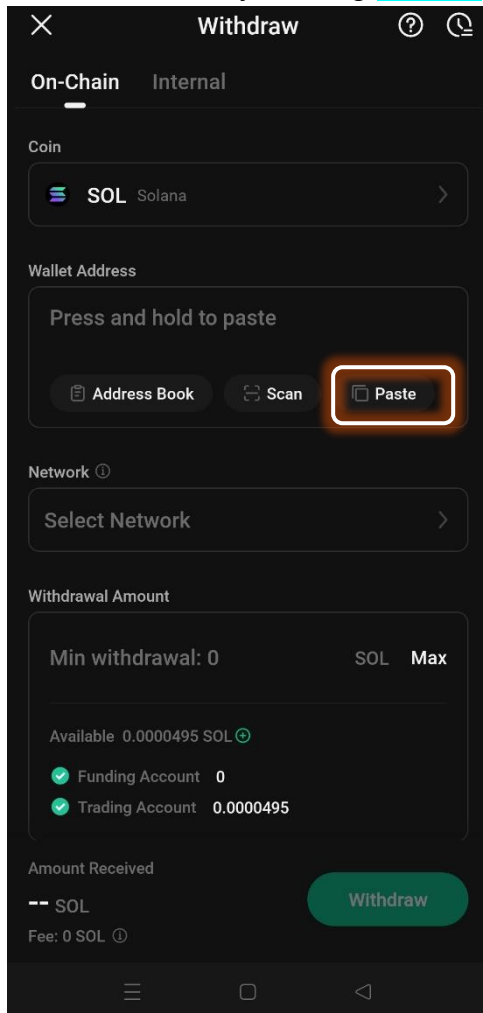 Withdraw
On-Chain Internal
Coin
SOL Solana
Wallet Address
Press and hold to paste
Address Book Scan Paste
Network
Select Network
Withdrawal Amount
Min withdrawal: 0 SOL Max
Available 0.0000495 SOL
Funding Account 0
Trading Account 0.0000495
Amount Received
-- SOL
Withdraw
Fee: 0 SOL